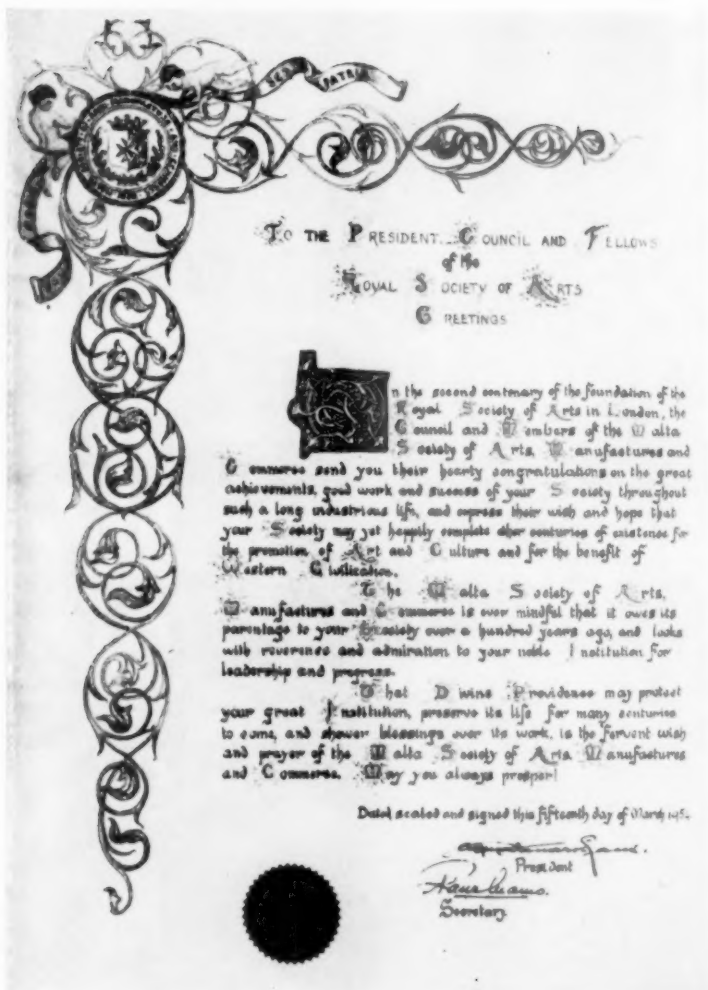 TO THE PRESIDENT COUNCIL AND FELLOWS
of the
ROYAL SOCIETY OF ARTS
GREETINGS
In the second centenary of the foundation of the
Royal Society of Arts in London, the
Council and Members of the Malta
Society of Arts, Manufactures and
Commerce send you their hearty congratulations on the great
achievements, good work and success of your Society throughout
such a long industrious life, and express their wish and hope that
your Society may yet happily complete other centuries of existence for
the promotion of Art and Culture and for the benefit of
Western Civilization.
The Malta Society of Arts,
Manufactures and Commerce is ever mindful that it owes its
parentage to your Society over a hundred years ago, and looks
with reverence and admiration to your noble Institution for
leadership and progress.
That Divine Providence may protect
your great Institution, preserve its life for many centuries
to come, and shower blessings over its work, is the fervent wish
and prayer of the Malta Society of Arts, Manufactures
and Commerce. May you always prosper!
Dated, sealed and signed this fifteenth day of March
President
Secretary